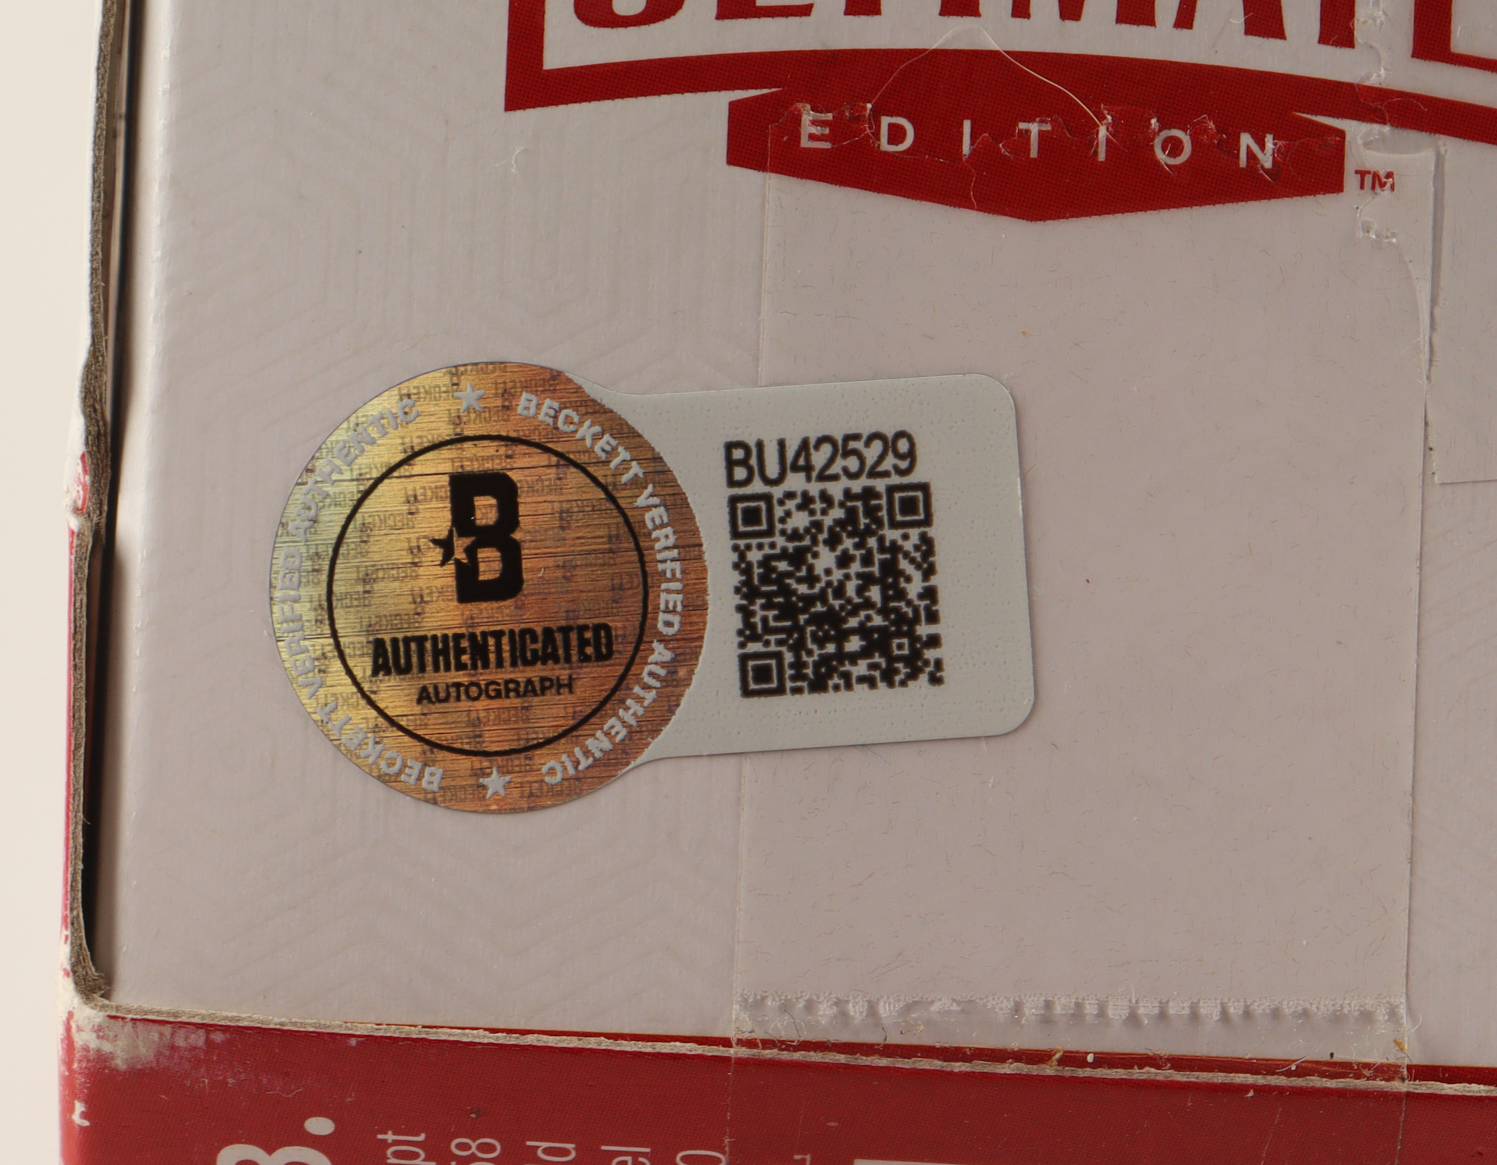 EDITION
TM
BECKETT VERIFIED AUTHENTIC ★ BECKETT VERIFIED AUTHENTIC ★
B
AUTHENTICATED
AUTOGRAPH
BU42529